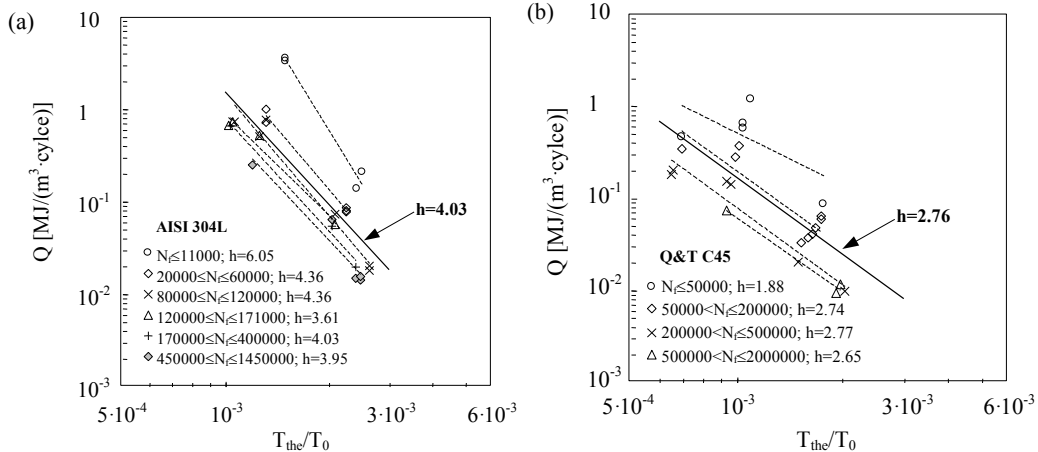 (a)
10
1
10⁻¹
10⁻²
10⁻³
Q [MJ/(m³·cylce)]
h=4.03
AISI 304L
N_f≤11000; h=6.05
20000≤N_f≤60000; h=4.36
80000≤N_f≤120000; h=4.36
120000≤N_f≤171000; h=3.61
170000≤N_f≤400000; h=4.03
450000≤N_f≤1450000; h=3.95
5·10⁻⁴ 10⁻³ 3·10⁻³ 6·10⁻³
T_the/T_0
(b)
10
1
10⁻¹
10⁻²
10⁻³
Q [MJ/(m³·cylce)]
h=2.76
Q&T C45
N_f≤50000; h=1.88
50000<N_f≤200000; h=2.74
200000<N_f≤500000; h=2.77
500000<N_f≤2000000; h=2.65
5·10⁻⁴ 10⁻³ 3·10⁻³ 6·10⁻³
T_the/T_0